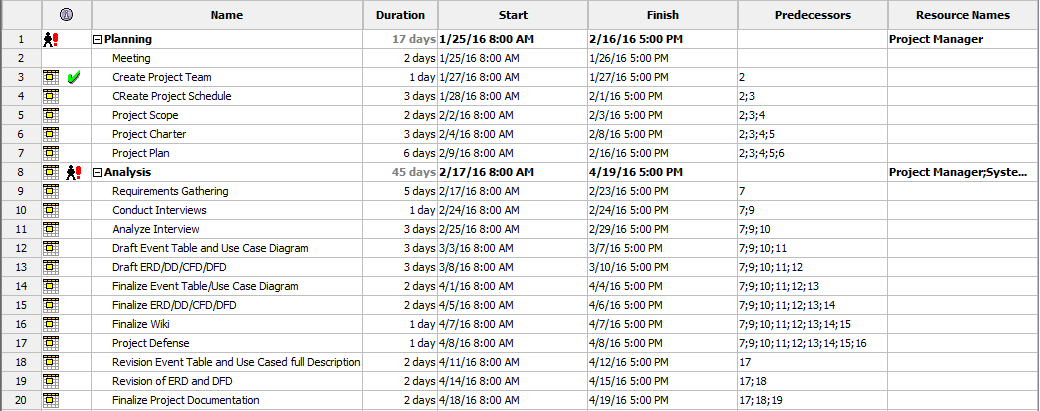 Name Duration Start Finish Predecessors Resource Names
1 Planning 17 days 1/25/16 8:00 AM 2/16/16 5:00 PM Project Manager
2 Meeting 2 days 1/25/16 8:00 AM 1/26/16 5:00 PM
3 Create Project Team 1 day 1/27/16 8:00 AM 1/27/16 5:00 PM 2
4 CReate Project Schedule 3 days 1/28/16 8:00 AM 2/1/16 5:00 PM 2;3
5 Project Scope 2 days 2/2/16 8:00 AM 2/3/16 5:00 PM 2;3;4
6 Project Charter 3 days 2/4/16 8:00 AM 2/8/16 5:00 PM 2;3;4;5
7 Project Plan 6 days 2/9/16 8:00 AM 2/16/16 5:00 PM 2;3;4;5;6
8 Analysis 45 days 2/17/16 8:00 AM 4/19/16 5:00 PM Project Manager;Syste...
9 Requirements Gathering 5 days 2/17/16 8:00 AM 2/23/16 5:00 PM 7
10 Conduct Interviews 1 day 2/24/16 8:00 AM 2/24/16 5:00 PM 7;9
11 Analyze Interview 3 days 2/25/16 8:00 AM 2/29/16 5:00 PM 7;9;10
12 Draft Event Table and Use Case Diagram 3 days 3/3/16 8:00 AM 3/7/16 5:00 PM 7;9;10;11
13 Draft ERD/DD/CFD/DFD 3 days 3/8/16 8:00 AM 3/10/16 5:00 PM 7;9;10;11;12
14 Finalize Event Table/Use Case Diagram 2 days 4/1/16 8:00 AM 4/4/16 5:00 PM 7;9;10;11;12;13
15 Finalize ERD/DD/CFD/DFD 2 days 4/5/16 8:00 AM 4/6/16 5:00 PM 7;9;10;11;12;13;14
16 Finalize Wiki 1 day 4/7/16 8:00 AM 4/7/16 5:00 PM 7;9;10;11;12;13;14;15
17 Project Defense 1 day 4/8/16 8:00 AM 4/8/16 5:00 PM 7;9;10;11;12;13;14;15;16
18 Revision Event Table and Use Cased full Description 2 days 4/11/16 8:00 AM 4/12/16 5:00 PM 17
19 Revision of ERD and DFD 2 days 4/14/16 8:00 AM 4/15/16 5:00 PM 17;18
20 Finalize Project Documentation 2 days 4/18/16 8:00 AM 4/19/16 5:00 PM 17;18;19